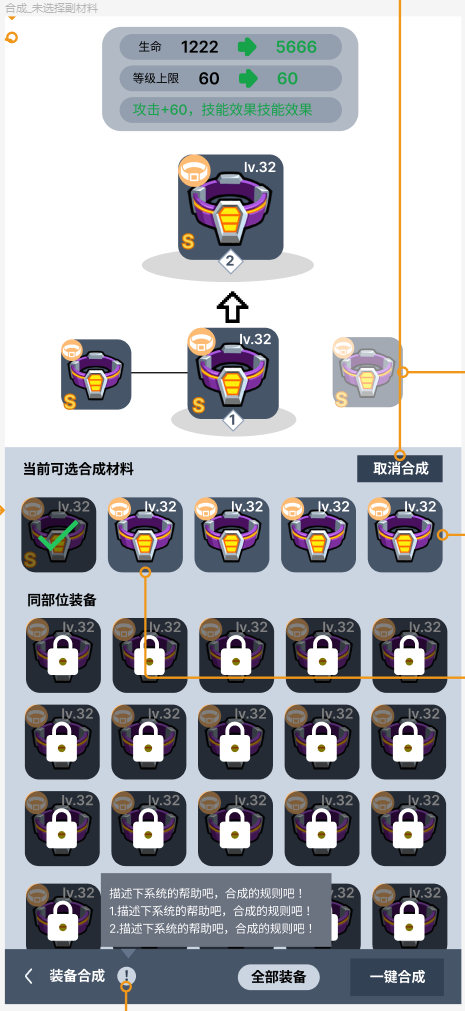 合成_未选择副材料
生命 1222 5666
等级上限 60 60
攻击+60，技能效果技能效果
lv.32
S
2
lv.32
S
S
S
1
当前可选合成材料 取消合成
lv.32 lv.32 lv.32 lv.32 lv.32
S
同部位装备
lv.32 lv.32 lv.32 lv.32 lv.32
lv.32 lv.32 lv.32 lv.32 lv.32
lv.32 lv.32 lv.32 lv.32 lv.32
lv.32 lv.32
描述下系统的帮助吧，合成的规则吧！
1.描述下系统的帮助吧，合成的规则吧！
2.描述下系统的帮助吧，合成的规则吧！
装备合成 ! 全部装备 一键合成